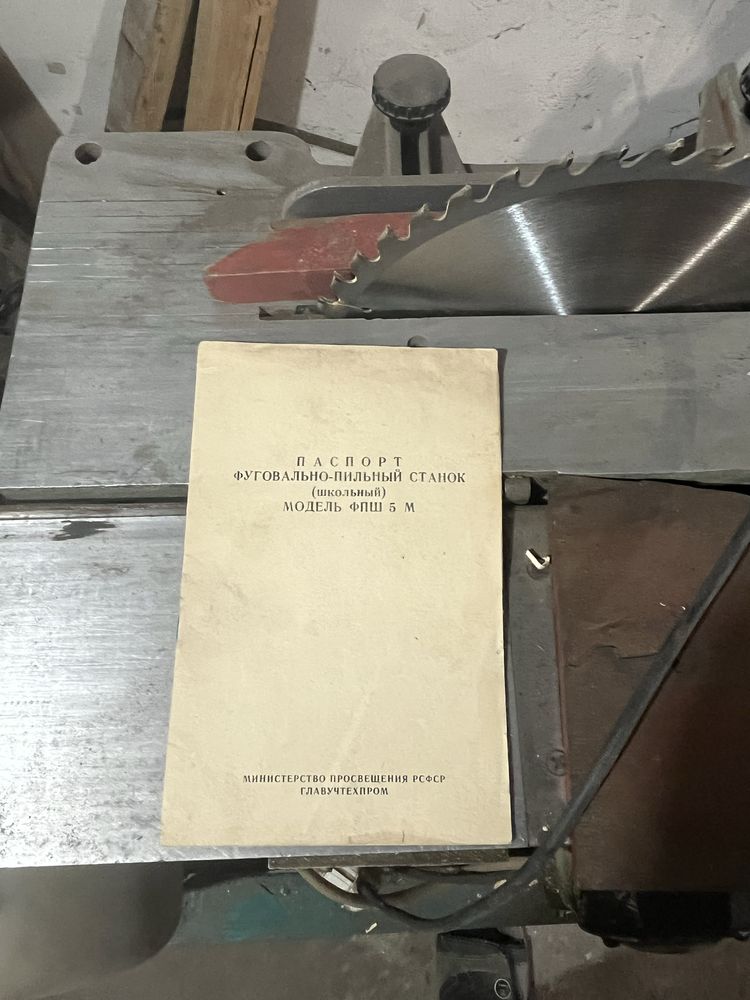 ПАСПОРТ
ФУГОВАЛЬНО-ПИЛЬНЫЙ СТАНОК
(школьный)
МОДЕЛЬ ФПШ 5 М
МИНИСТЕРСТВО ПРОСВЕЩЕНИЯ РСФСР
ГЛАВУЧТЕХПРОМ